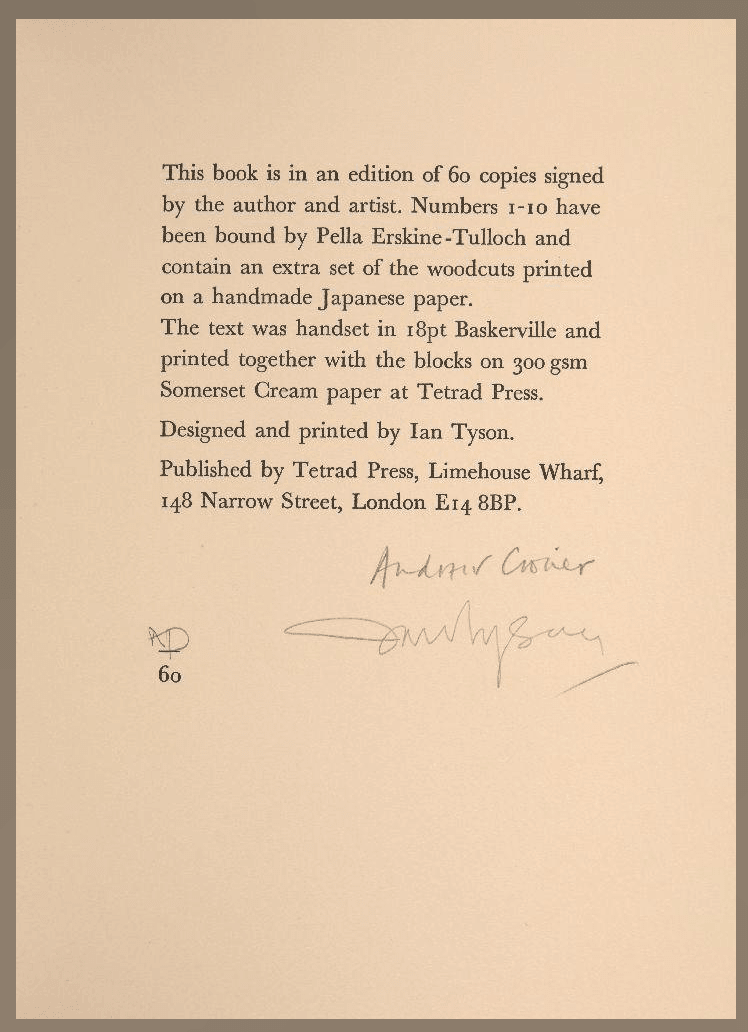 This book is in an edition of 60 copies signed
by the author and artist. Numbers 1-10 have
been bound by Pella Erskine-Tulloch and
contain an extra set of the woodcuts printed
on a handmade Japanese paper.
The text was handset in 18pt Baskerville and
printed together with the blocks on 300 gsm
Somerset Cream paper at Tetrad Press.
Designed and printed by Ian Tyson.
Published by Tetrad Press, Limehouse Wharf,
148 Narrow Street, London E14 8BP.
Andrew Crozier
Ian Tyson
60